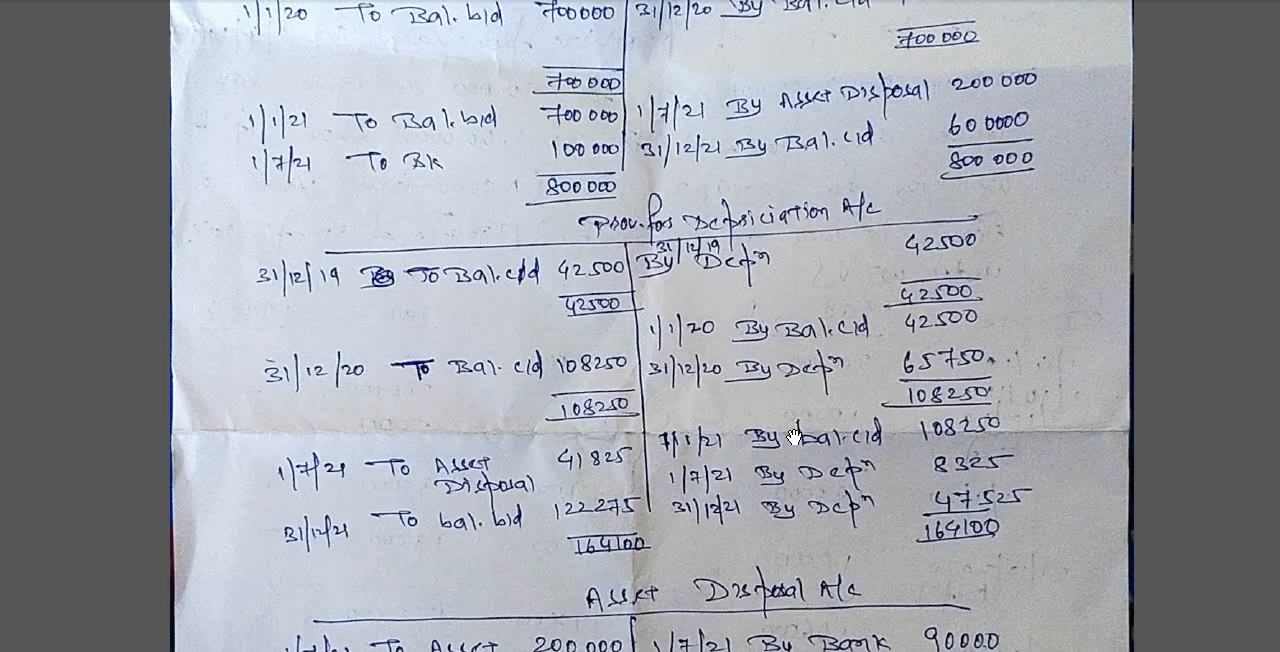 1/1/20 To Bal. b/d 700000 31/12/20 By Bal. c/d
700000
700000
1/1/21 To Bal. b/d 700000 1/7/21 By Asset Disposal 200000
1/7/21 To Bk 100000 31/12/21 By Bal. c/d 600000
800000 800000
Prov. for Depriciation A/c
31/12/19 To Bal. c/d 42500 31/12/19 By Depn 42500
42500 42500
1/1/20 By Bal. c/d 42500
31/12/20 To Bal. c/d 108250 31/12/20 By Depn 65750
108250 108250
By bal. c/d 108250
1/7/21 To Asset Disposal 41825 1/7/21 By Depn 8325
31/12/21 To bal. b/d 122275 31/12/21 By Depn 47525
164100 164100
Asset Disposal A/c
To Asset 200000 1/7/21 By Bank 90000